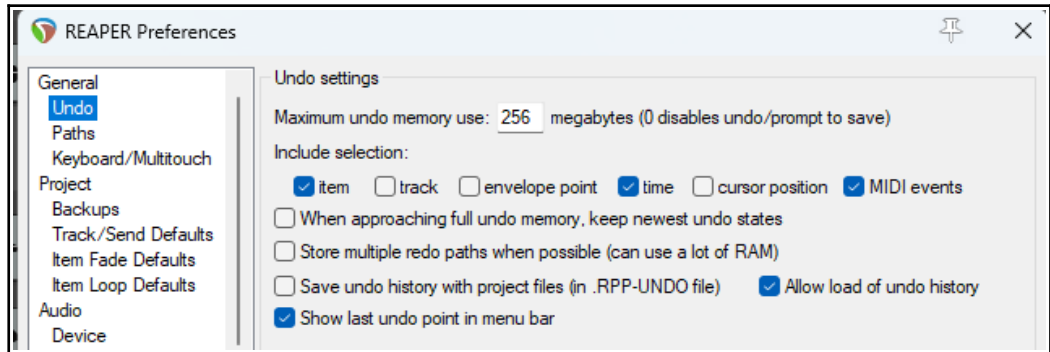 REAPER Preferences
General
Undo
Paths
Keyboard/Multitouch
Project
Backups
Track/Send Defaults
Item Fade Defaults
Item Loop Defaults
Audio
Device
Undo settings
Maximum undo memory use: 256 megabytes (0 disables undo/prompt to save)
Include selection:
item track envelope point time cursor position MIDI events
When approaching full undo memory, keep newest undo states
Store multiple redo paths when possible (can use a lot of RAM)
Save undo history with project files (in .RPP-UNDO file) Allow load of undo history
Show last undo point in menu bar